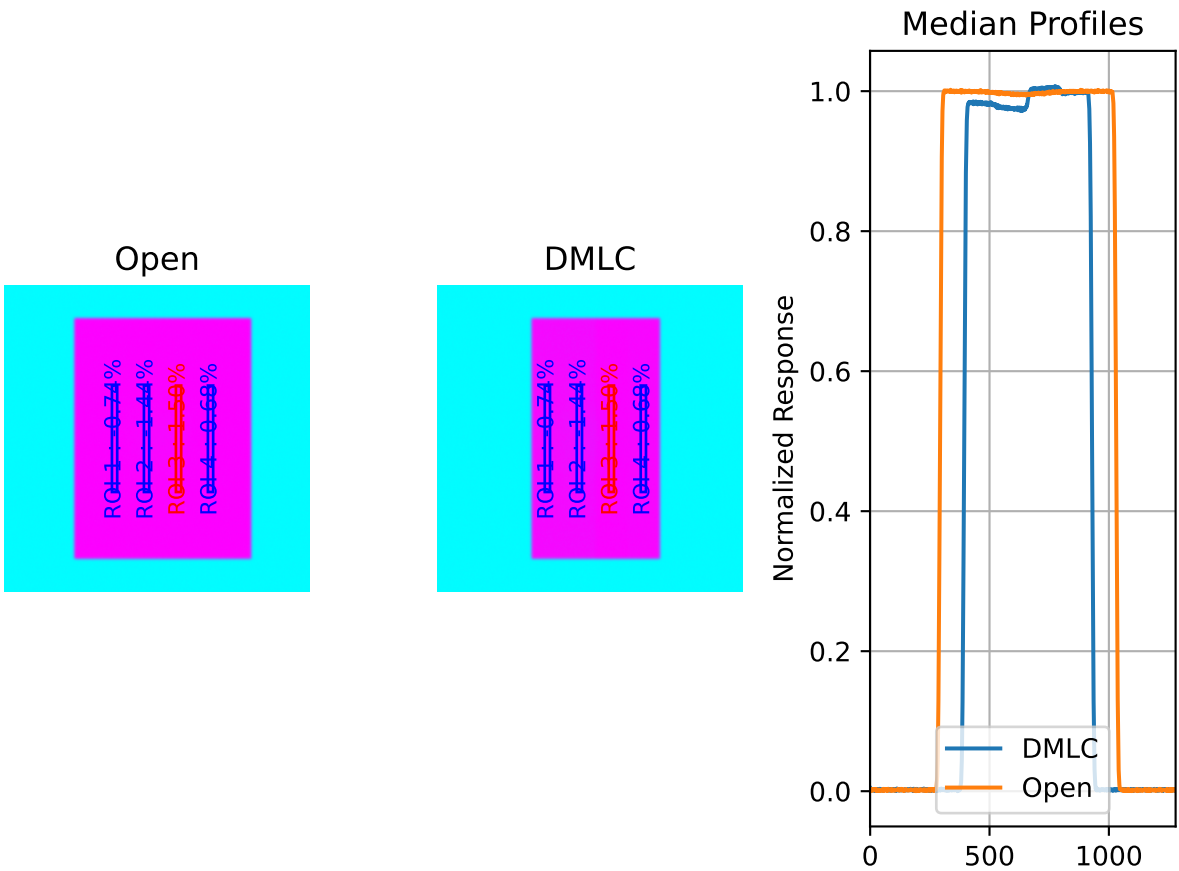 Open
ROI 1 : -0.74%
ROI 2 : -1.44%
ROI 3 : 1.50%
ROI 4 : 0.68%
DMLC
ROI 1 : -0.74%
ROI 2 : -1.44%
ROI 3 : 1.50%
ROI 4 : 0.68%
Median Profiles
Normalized Response
1.0
0.8
0.6
0.4
0.2
0.0
DMLC
Open
0 500 1000